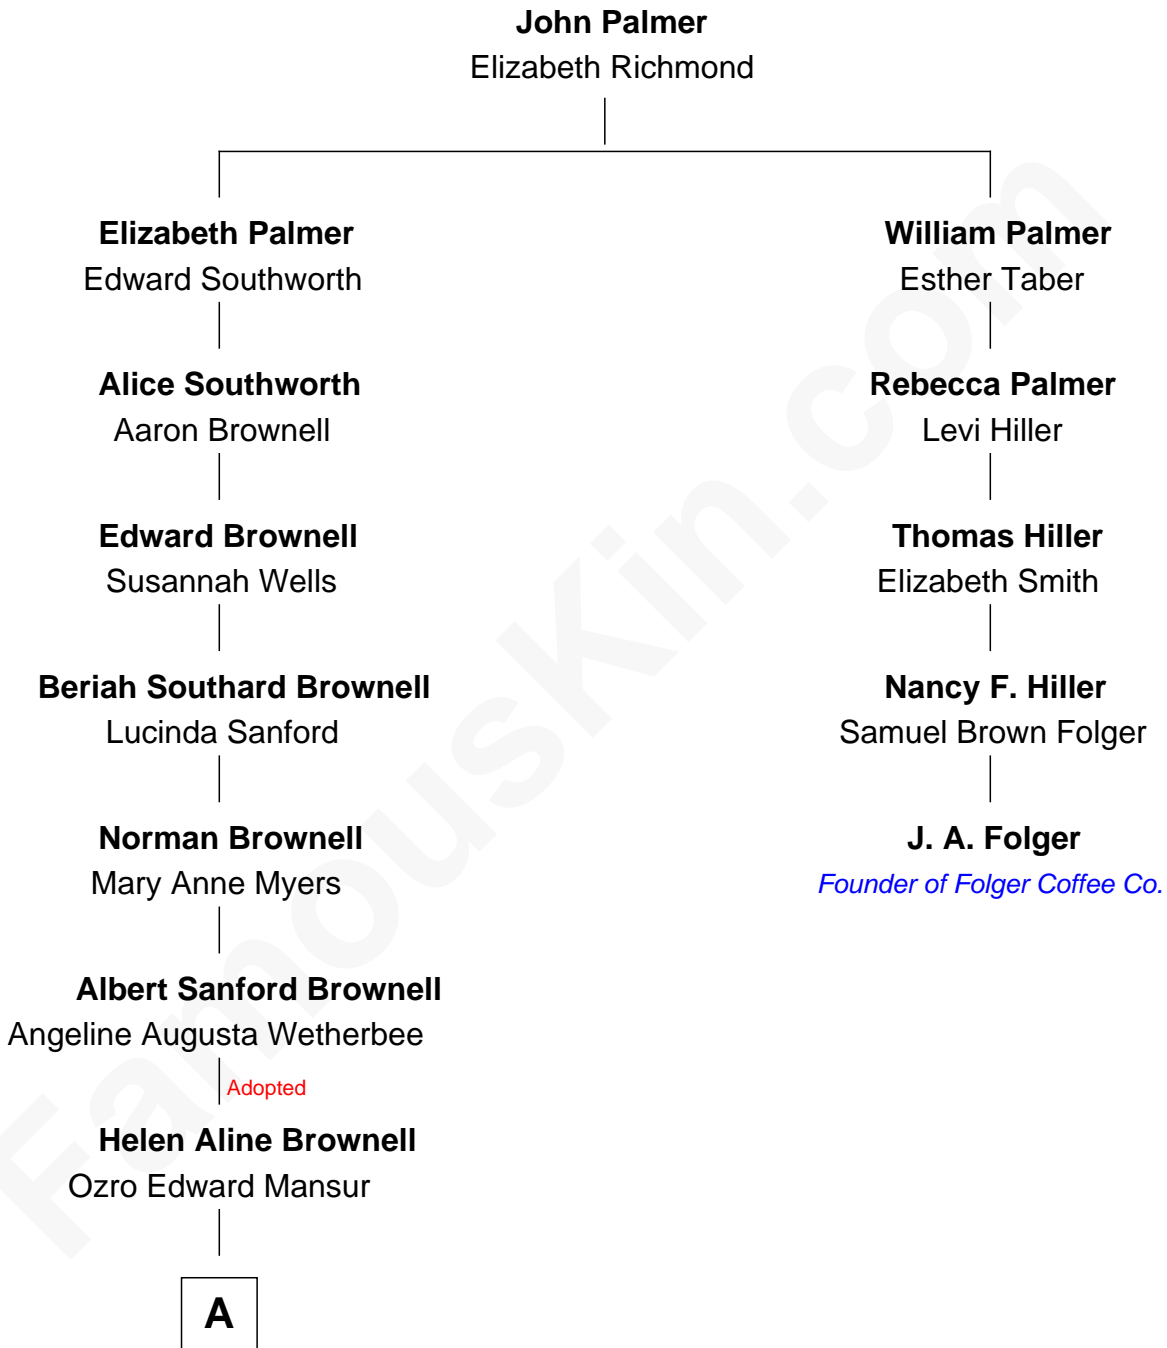 John Palmer
Elizabeth Richmond
Elizabeth Palmer
Edward Southworth
William Palmer
Esther Taber
Alice Southworth
Aaron Brownell
Rebecca Palmer
Levi Hiller
Edward Brownell
Susannah Wells
Thomas Hiller
Elizabeth Smith
Beriah Southard Brownell
Lucinda Sanford
Nancy F. Hiller
Samuel Brown Folger
Norman Brownell
Mary Anne Myers
J. A. Folger
Founder of Folger Coffee Co.
Albert Sanford Brownell
Angeline Augusta Wetherbee
Adopted
Helen Aline Brownell
Ozro Edward Mansur
A
FamousKin.com